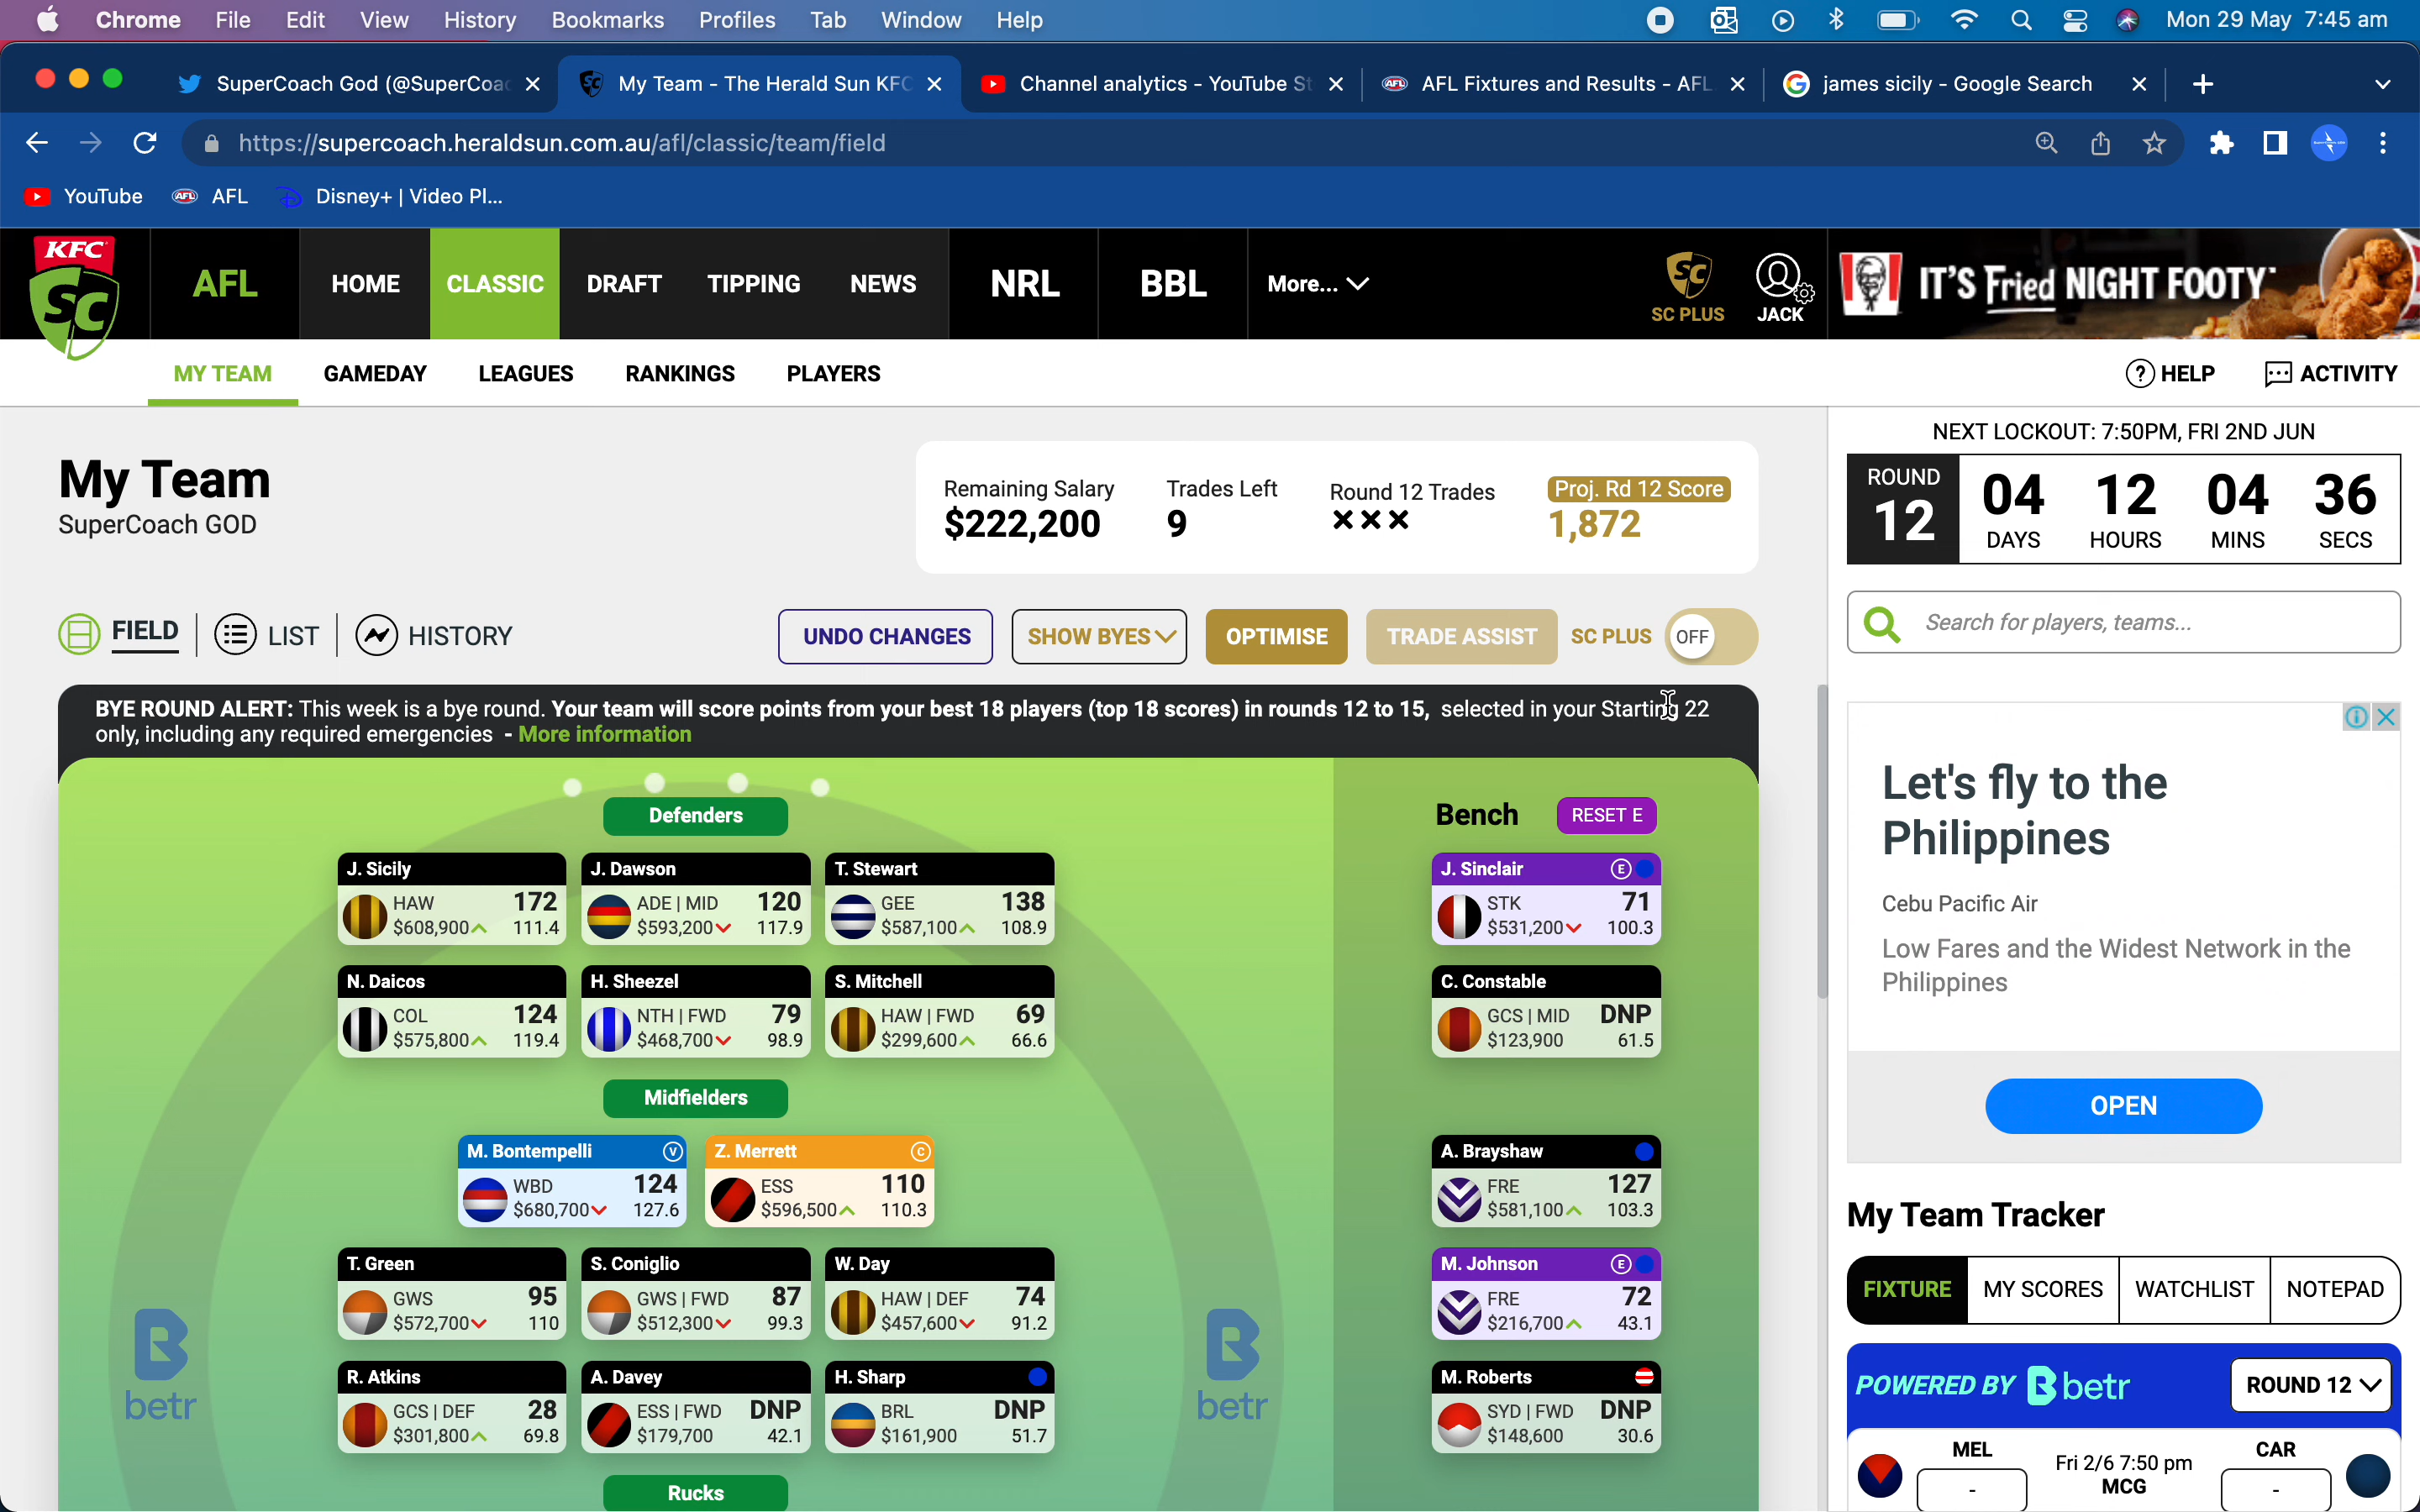 Chrome File Edit View History Bookmarks Profiles Tab Window Help Mon 29 May 7:45 am
SuperCoach God (@SuperCoac My Team - The Herald Sun KFC Channel analytics - YouTube St AFL Fixtures and Results - AFL james sicily - Google Search
https://supercoach.heraldsun.com.au/afl/classic/team/field
YouTube AFL Disney+ | Video Pl...
KFC SC AFL HOME CLASSIC DRAFT TIPPING NEWS NRL BBL More... SC PLUS JACK IT'S Fried NIGHT FOOTY
MY TEAM GAMEDAY LEAGUES RANKINGS PLAYERS HELP ACTIVITY
NEXT LOCKOUT: 7:50PM, FRI 2ND JUN
ROUND 12 04 DAYS 12 HOURS 04 MINS 36 SECS
My Team
SuperCoach GOD
Remaining Salary Trades Left Round 12 Trades Proj. Rd 12 Score
$222,200 9 ××× 1,872
Search for players, teams...
FIELD LIST HISTORY UNDO CHANGES SHOW BYES OPTIMISE TRADE ASSIST SC PLUS OFF
BYE ROUND ALERT: This week is a bye round. Your team will score points from your best 18 players (top 18 scores) in rounds 12 to 15, selected in your Starting 22
only, including any required emergencies - More information
Defenders
Bench RESET E
J. Sicily J. Dawson T. Stewart J. Sinclair E
HAW 172 ADE | MID 120 GEE 138 STK 71
$608,900 111.4 $593,200 117.9 $587,100 108.9 $531,200 100.3
N. Daicos H. Sheezel S. Mitchell C. Constable
COL 124 NTH | FWD 79 HAW | FWD 69 GCS | MID DNP
$575,800 119.4 $468,700 98.9 $299,600 66.6 $123,900 61.5
Midfielders
M. Bontempelli V Z. Merrett C A. Brayshaw
WBD 124 ESS 110 FRE 127
$680,700 127.6 $596,500 110.3 $581,100 103.3
T. Green S. Coniglio W. Day M. Johnson E
GWS 95 GWS | FWD 87 HAW | DEF 74 FRE 72
$572,700 110 $512,300 99.3 $457,600 91.2 $216,700 43.1
R. Atkins A. Davey H. Sharp M. Roberts
GCS | DEF 28 ESS | FWD DNP BRL DNP SYD | FWD DNP
$301,800 69.8 $179,700 42.1 $161,900 51.7 $148,600 30.6
betr betr
Rucks
Let's fly to the
Philippines
Cebu Pacific Air
Low Fares and the Widest Network in the
Philippines
OPEN
My Team Tracker
FIXTURE MY SCORES WATCHLIST NOTEPAD
POWERED BY betr ROUND 12
MEL Fri 2/6 7:50 pm CAR
- MCG -